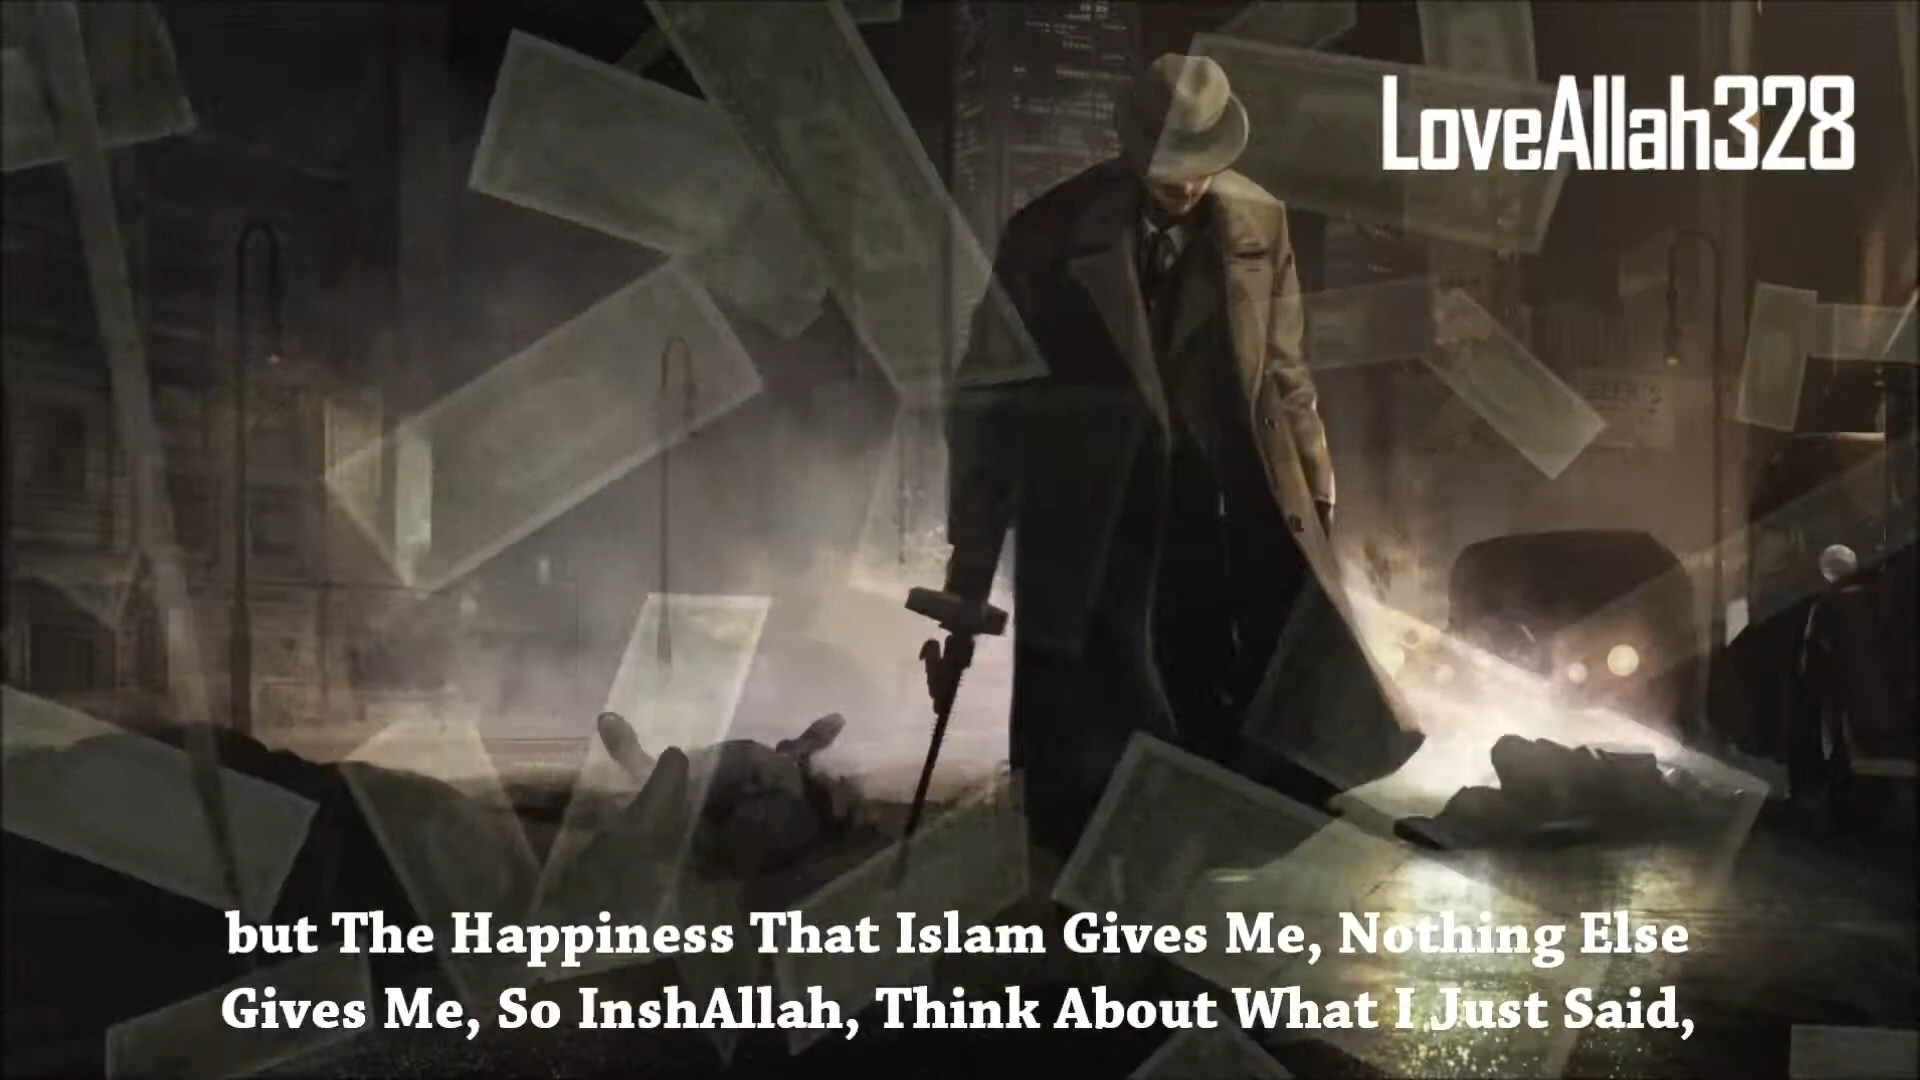 LoveAllah328
but The Happiness That Islam Gives Me, Nothing Else
Gives Me, So InshAllah, Think About What I Just Said,